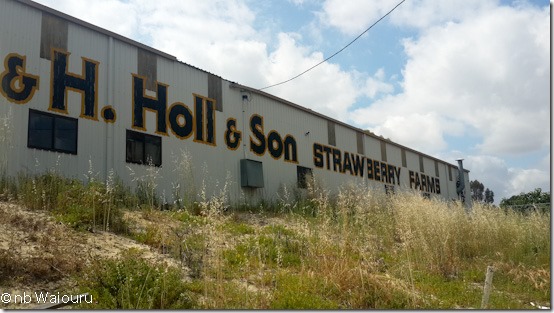 & H. Holl & Son STRAWBERRY FARMS
©nb Waiouru